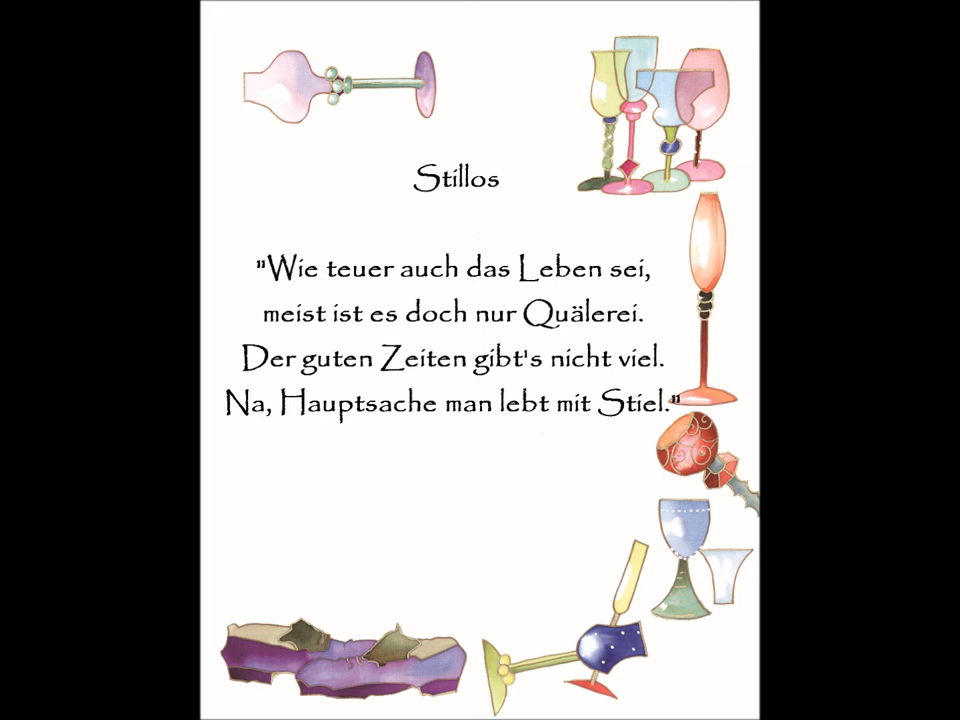 Stillos
"Wie teuer auch das Leben sei,
meist ist es doch nur Quälerei.
Der guten Zeiten gibt's nicht viel.
Na, Hauptsache man lebt mit Stiel."